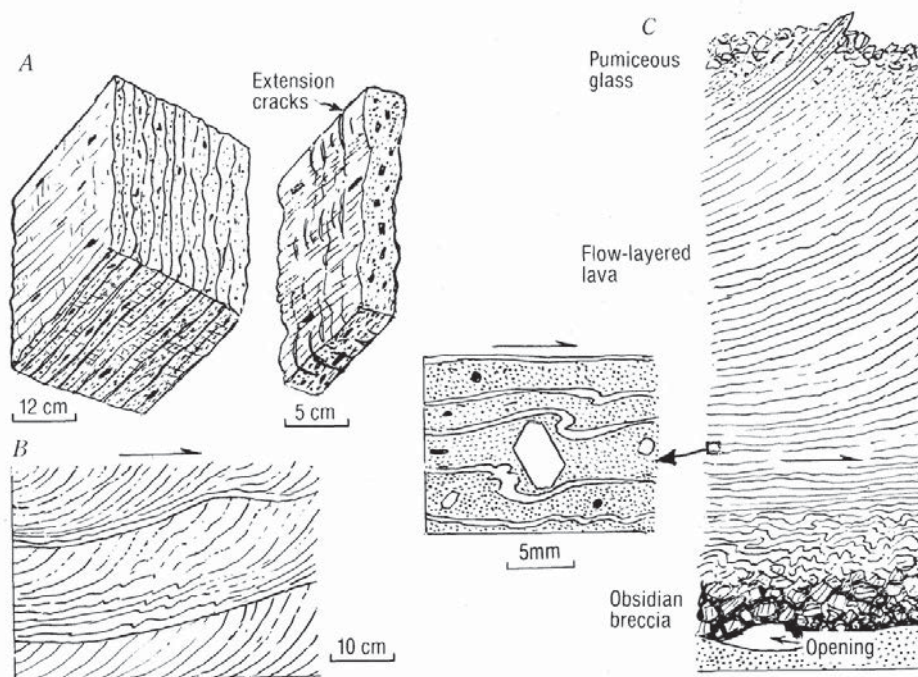 A
Extension
cracks
12 cm
5 cm
B
10 cm
5mm
C
Pumiceous
glass
Flow-layered
lava
Obsidian
breccia
Opening